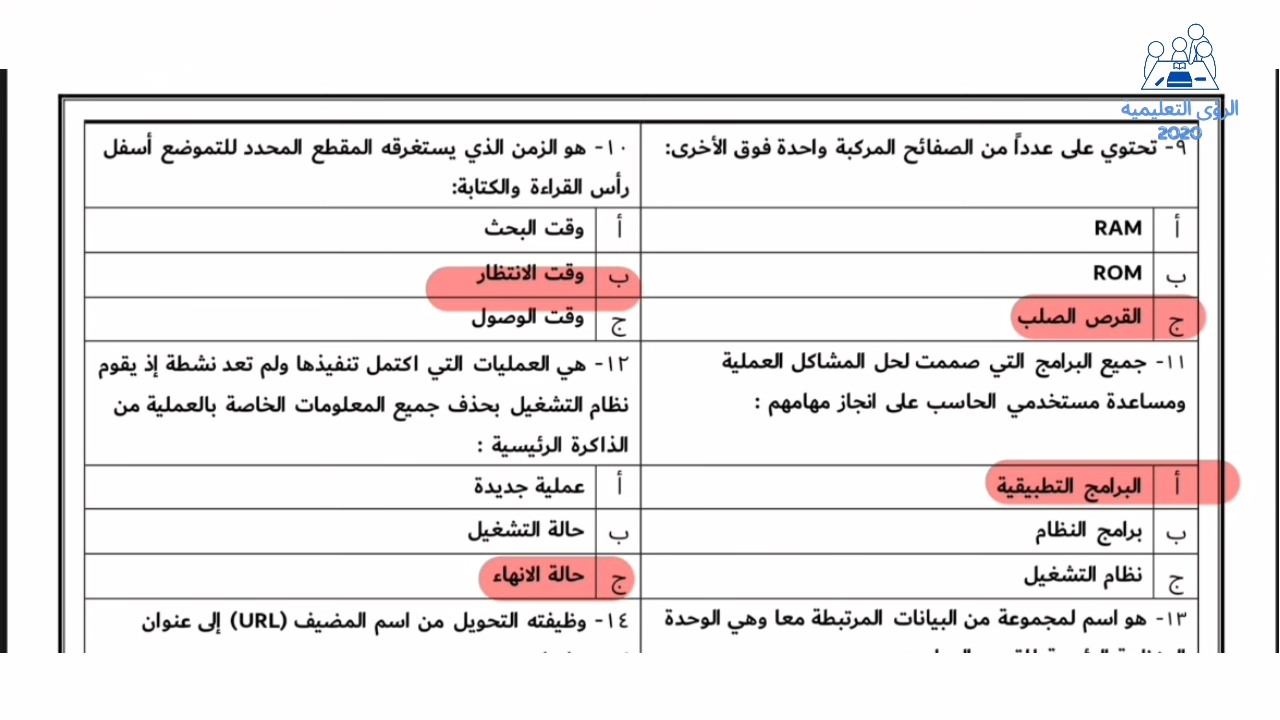 الرؤى التعليمية
2020
٩- تحتوي على عدداً من الصفائح المركبة واحدة فوق الأخرى:
أ RAM
ب ROM
ج القرص الصلب
١٠- هو الزمن الذي يستغرقه المقطع المحدد للتموضع أسفل
رأس القراءة والكتابة:
أ وقت البحث
ب وقت الانتظار
ج وقت الوصول
١١- جميع البرامج التي صممت لحل المشاكل العملية
ومساعدة مستخدمي الحاسب على انجاز مهامهم :
أ البرامج التطبيقية
ب برامج النظام
ج نظام التشغيل
١٢- هي العمليات التي اكتمل تنفيذها ولم تعد نشطة إذ يقوم
نظام التشغيل بحذف جميع المعلومات الخاصة بالعملية من
الذاكرة الرئيسية :
أ عملية جديدة
ب حالة التشغيل
ج حالة الانهاء
١٣- هو اسم لمجموعة من البيانات المرتبطة معا وهي الوحدة
١٤- وظيفته التحويل من اسم المضيف (URL) إلى عنوان